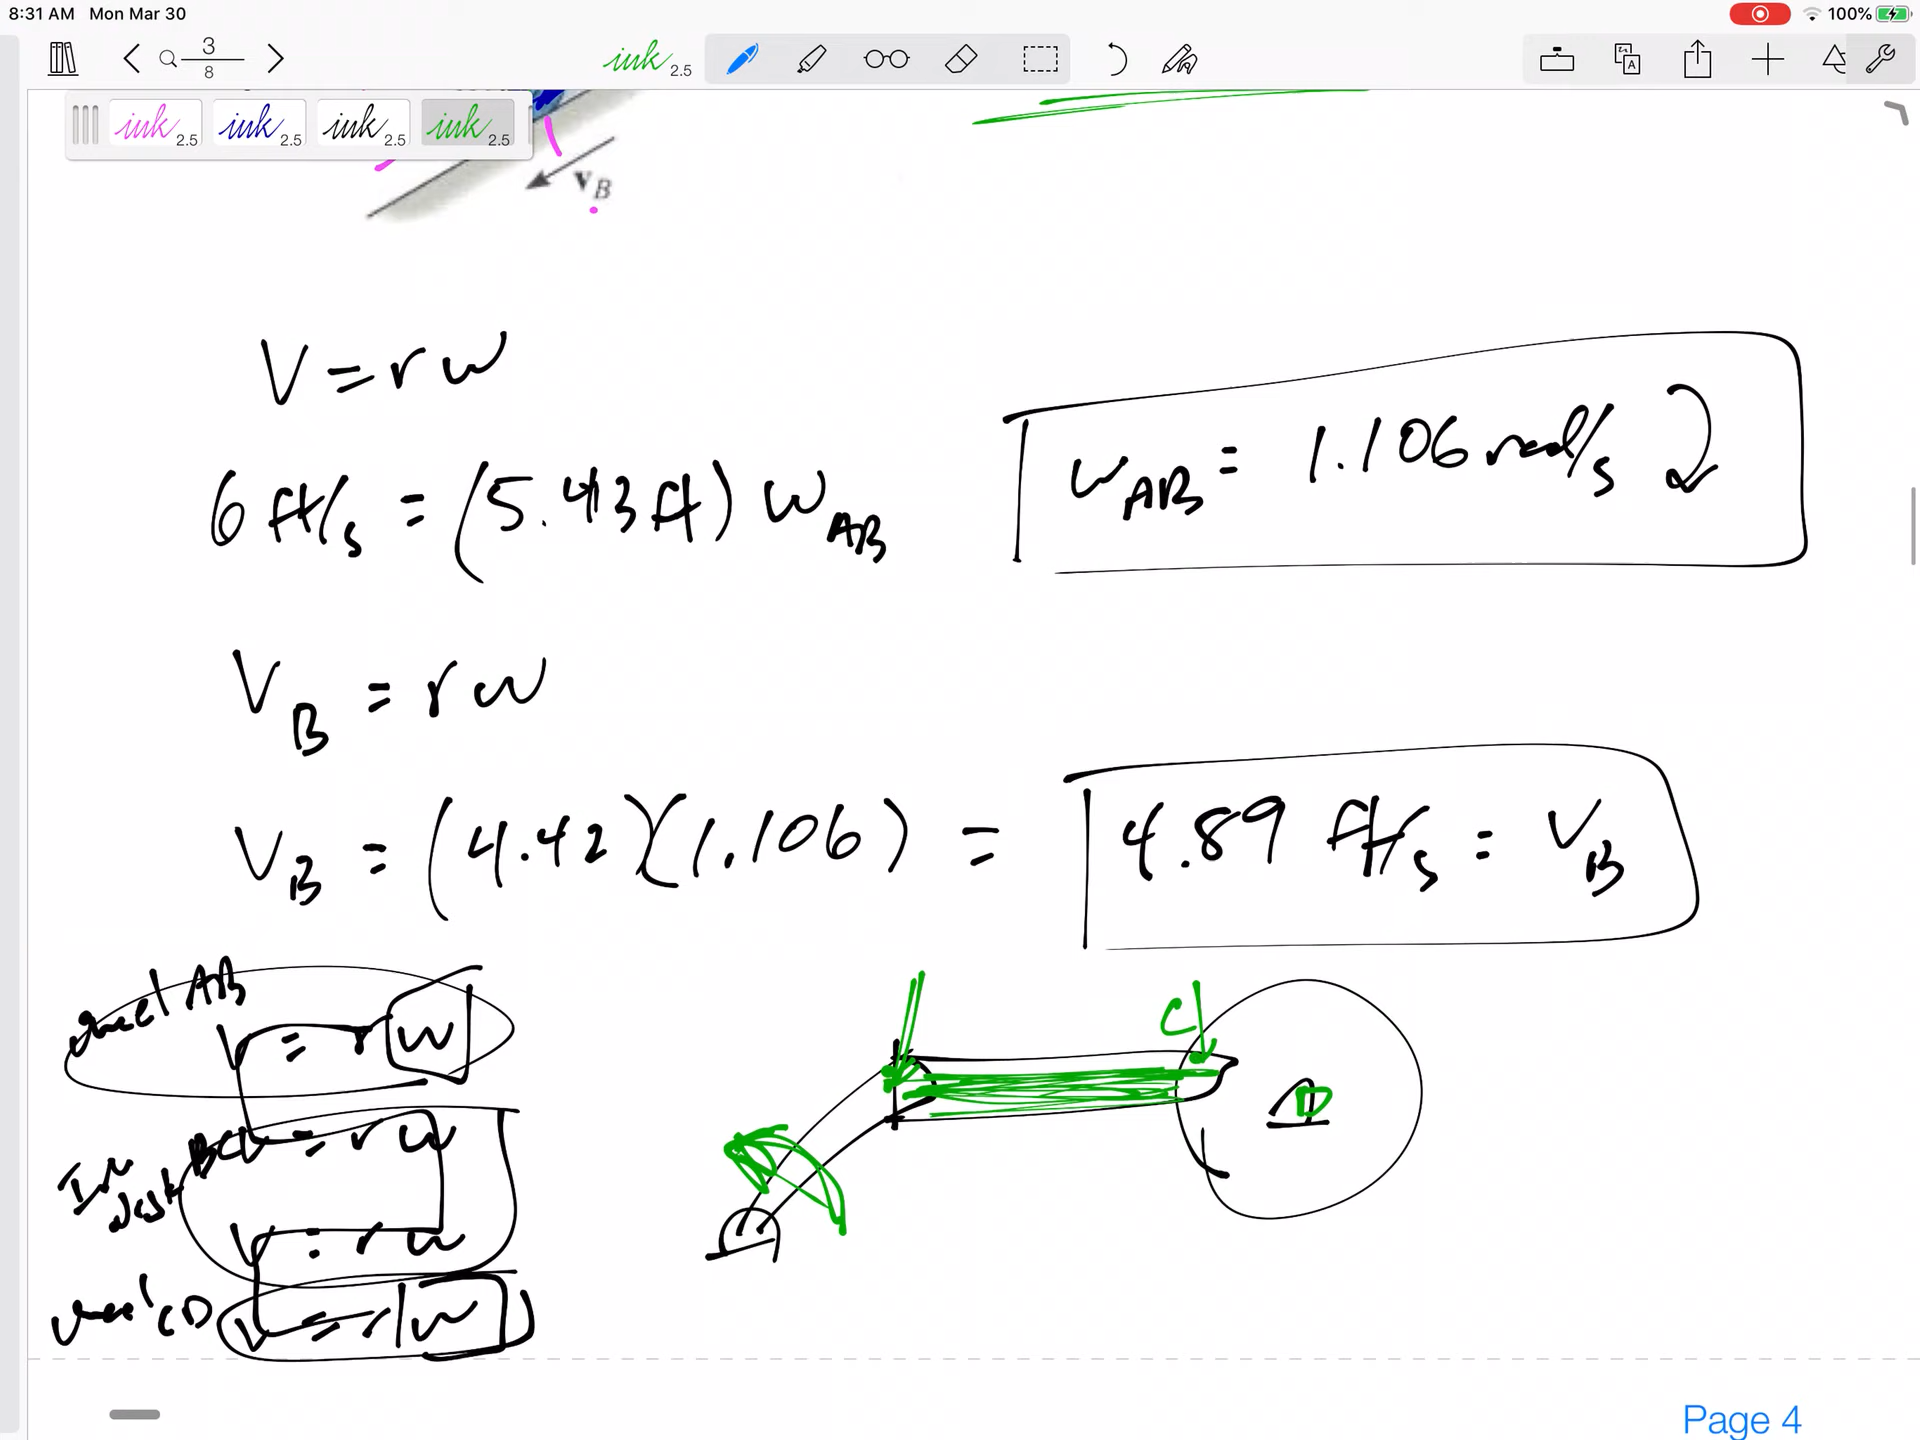 8:31 AM Mon Mar 30
100%
3
8
ink 2.5
ink 2.5
ink 2.5
ink 2.5
ink 2.5
v_B
V = rω
6 ft/s = (5.43 ft) ω_AB
ω_AB = 1.106 rad/s
V_B = rω
V_B = (4.42)(1.106) = 4.89 ft/s = V_B
AB
V = rω
BC V = rω
V = rω
CD V = rω
C
D
Page 4